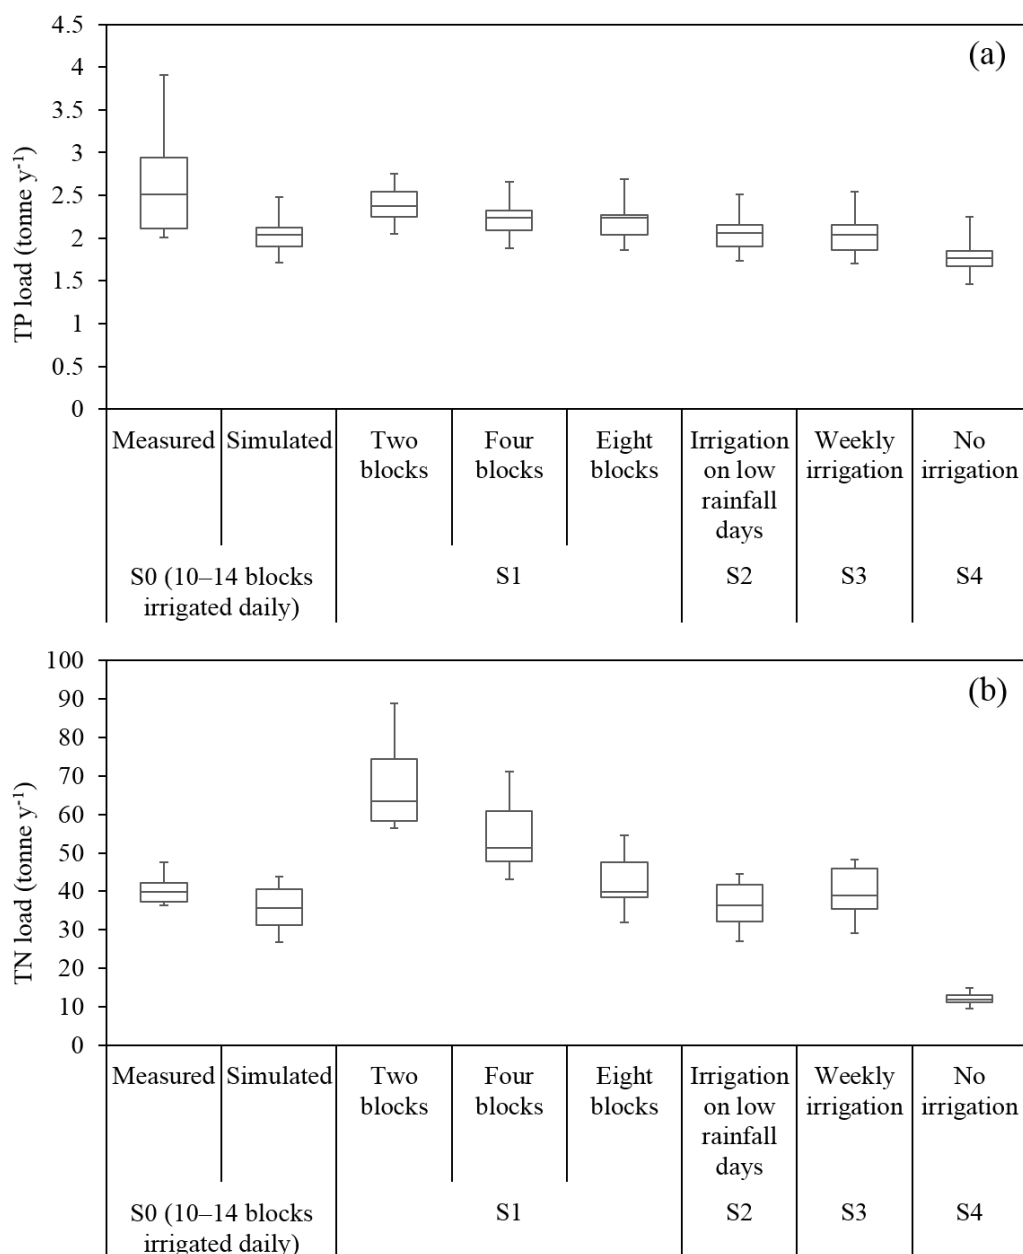 (a)
TP load (tonne y-1)
4.5
4
3.5
3
2.5
2
1.5
1
0.5
0
Measured Simulated Two blocks Four blocks Eight blocks Irrigation on low rainfall days Weekly irrigation No irrigation
S0 (10–14 blocks irrigated daily) S1 S2 S3 S4
(b)
TN load (tonne y-1)
100
90
80
70
60
50
40
30
20
10
0
Measured Simulated Two blocks Four blocks Eight blocks Irrigation on low rainfall days Weekly irrigation No irrigation
S0 (10–14 blocks irrigated daily) S1 S2 S3 S4